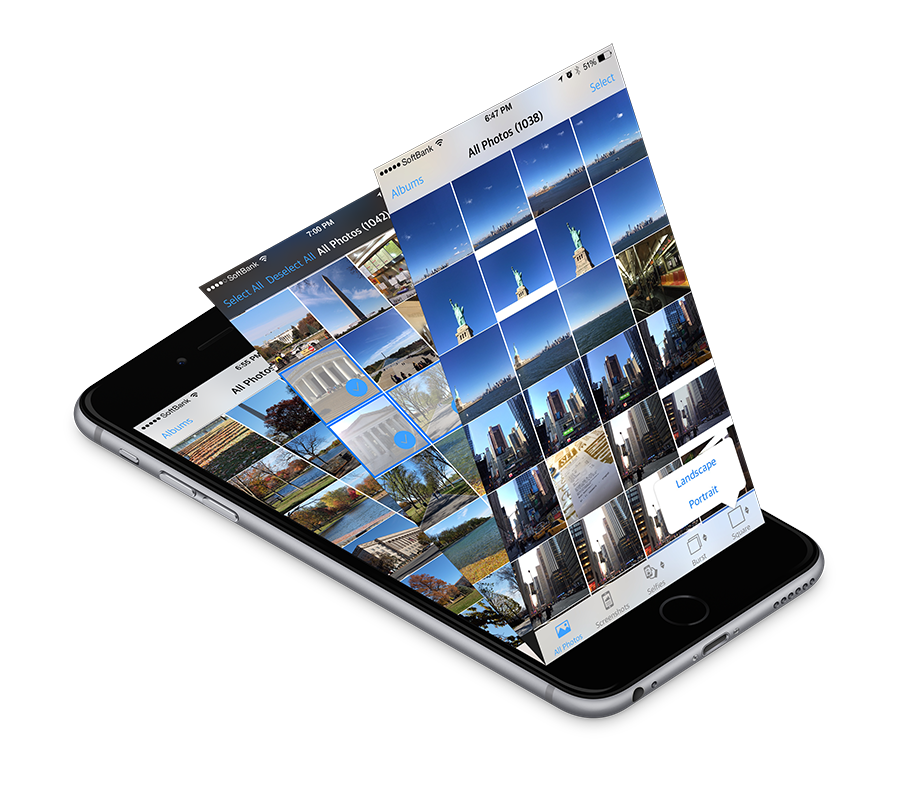 SoftBank
6:47 PM
51%
Albums
All Photos (1038)
Select
Landscape
Portrait
All Photos
Screenshots
Selfies
Burst
Square
SoftBank
7:00 PM
Select All
Deselect All
All Photos (1042)
SoftBank
6:55 PM
Albums
All Photos